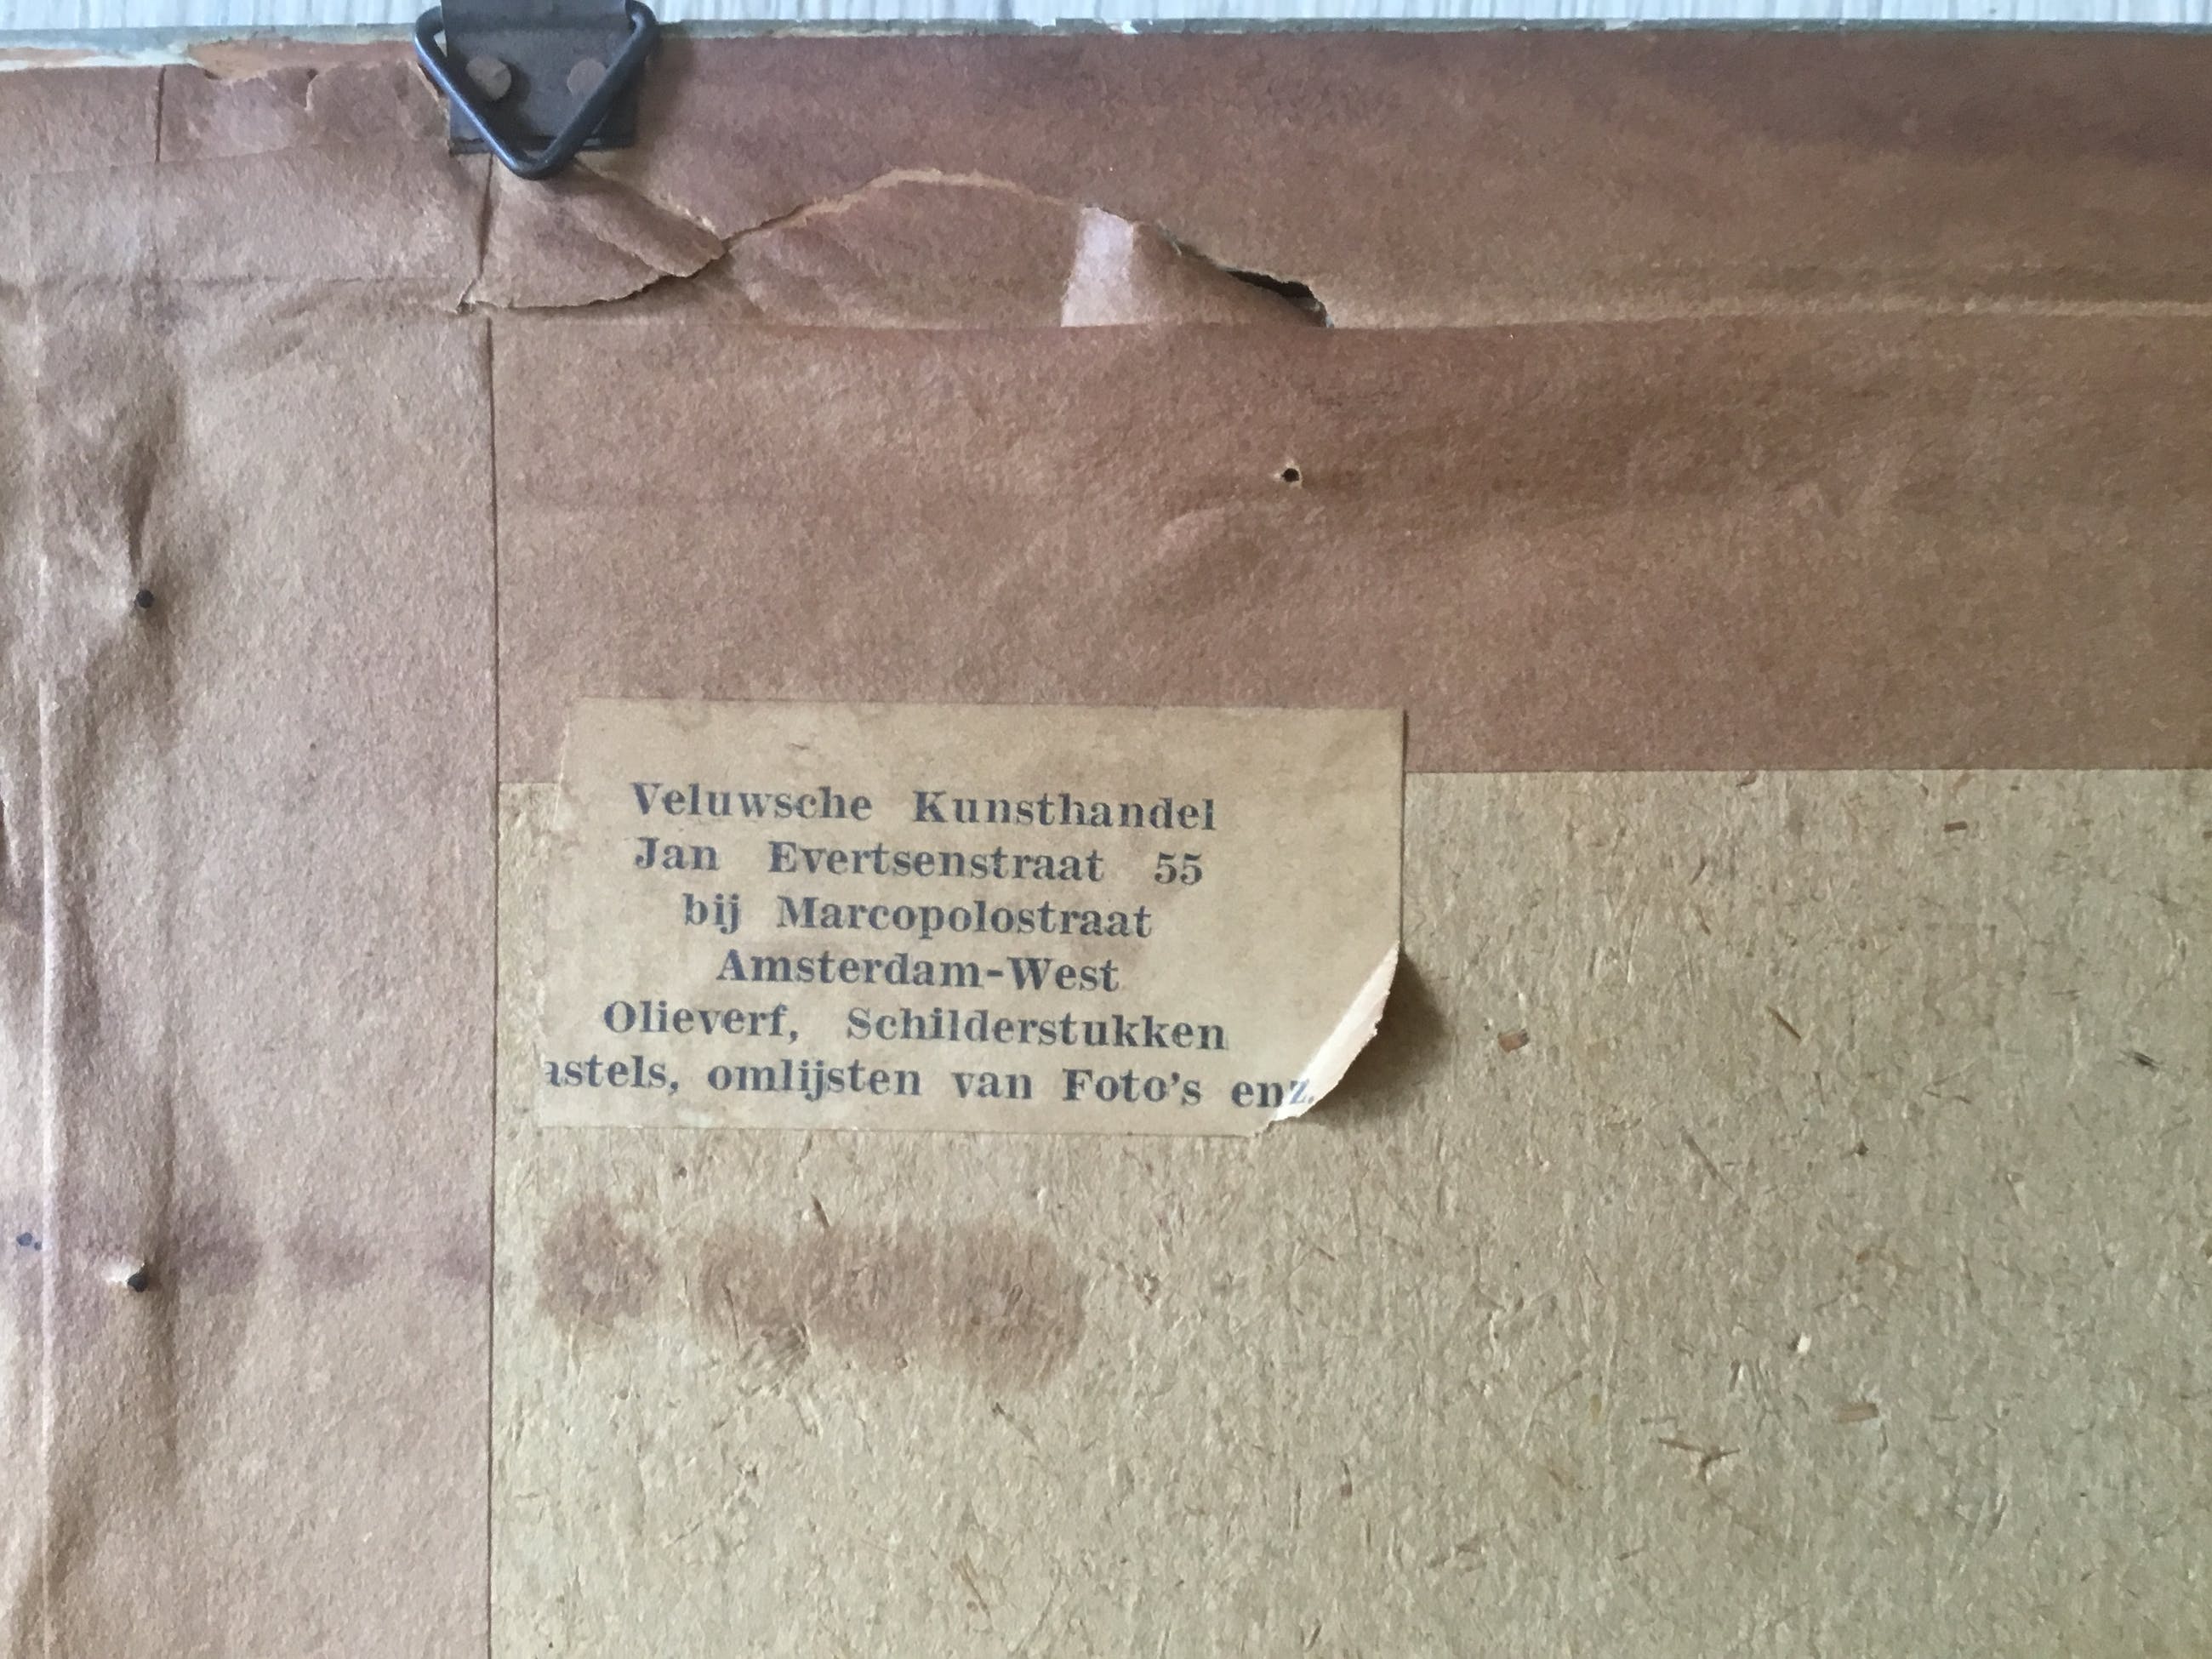 Veluwsche Kunsthandel
Jan Evertsenstraat 55
bij Marcopolostraat
Amsterdam-West
Olieverf, Schilderstukken
astels, omlijsten van Foto's enz.